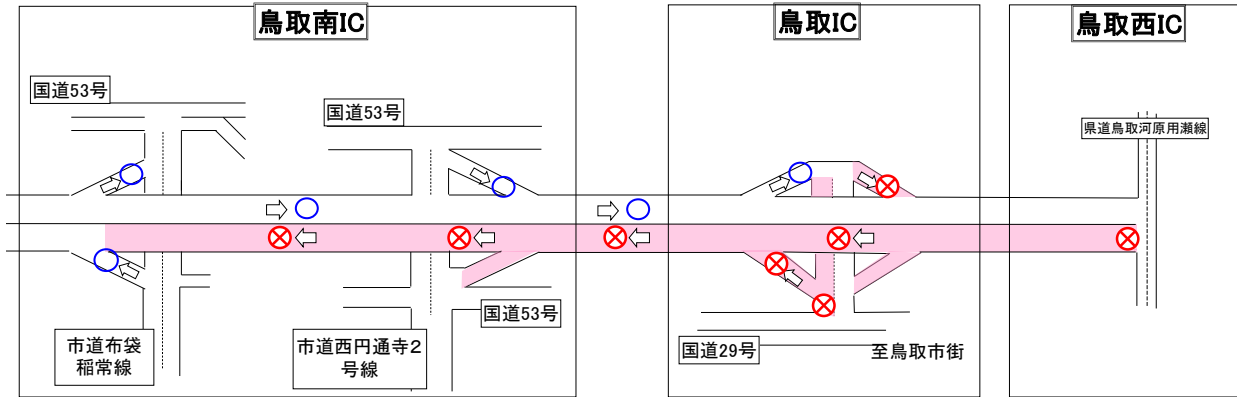 鳥取南IC
鳥取IC
鳥取西IC
国道53号
国道53号
県道鳥取河原用瀬線
国道53号
市道布袋
稲常線
市道西円通寺2
号線
国道29号
至鳥取市街